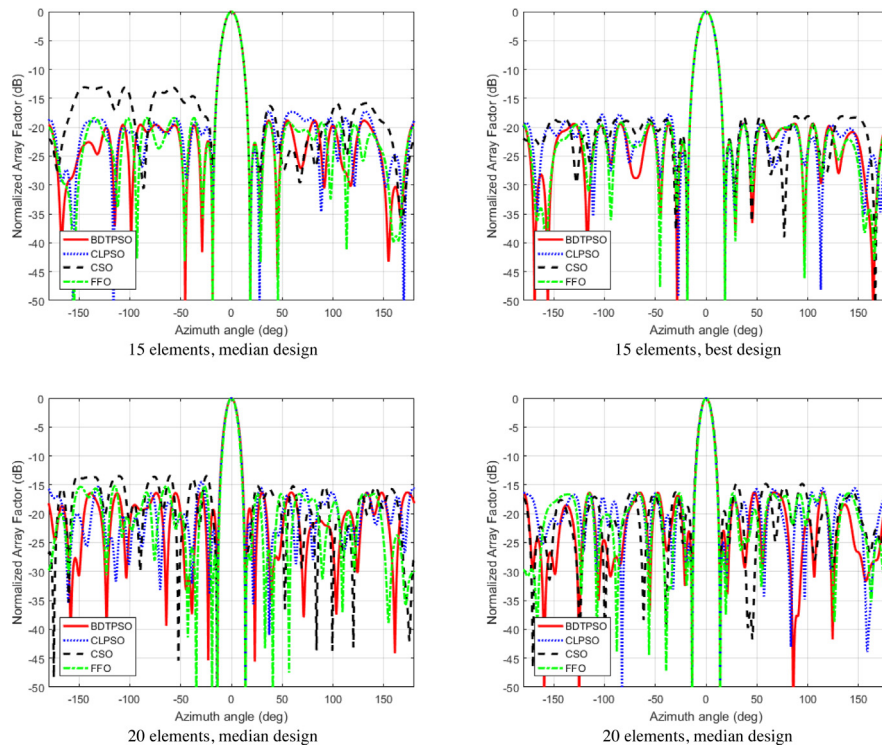 0
-5
-10
-15
-20
-25
-30
-35
-40
-45
-50
Normalized Array Factor (dB)
BDTPSO
CLPSO
CSO
FFO
-150 -100 -50 0 50 100 150
Azimuth angle (deg)
15 elements, median design
0
-5
-10
-15
-20
-25
-30
-35
-40
-45
-50
Normalized Array Factor (dB)
BDTPSO
CLPSO
CSO
FFO
-150 -100 -50 0 50 100 150
Azimuth angle (deg)
15 elements, best design
0
-5
-10
-15
-20
-25
-30
-35
-40
-45
-50
Normalized Array Factor (dB)
BDTPSO
CLPSO
CSO
FFO
-150 -100 -50 0 50 100 150
Azimuth angle (deg)
20 elements, median design
0
-5
-10
-15
-20
-25
-30
-35
-40
-45
-50
Normalized Array Factor (dB)
BDTPSO
CLPSO
CSO
FFO
-150 -100 -50 0 50 100 150
Azimuth angle (deg)
20 elements, median design